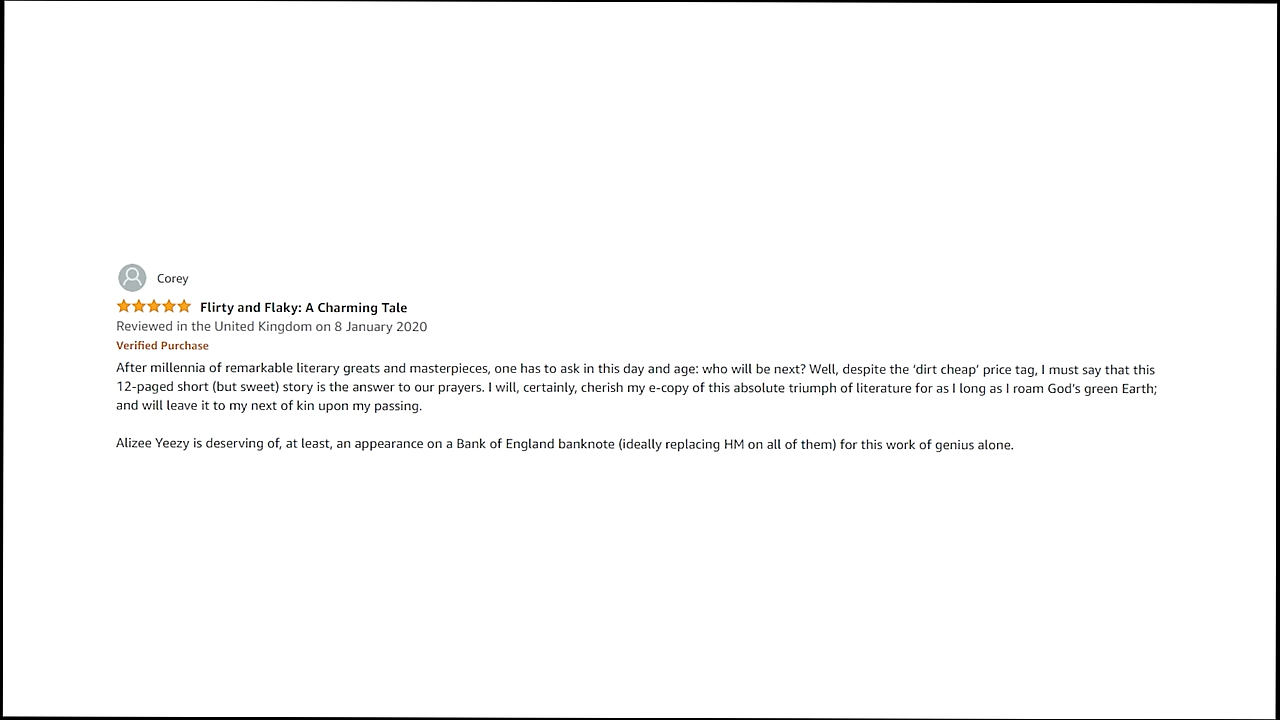 Corey
Flirty and Flaky: A Charming Tale
Reviewed in the United Kingdom on 8 January 2020
Verified Purchase
After millennia of remarkable literary greats and masterpieces, one has to ask in this day and age: who will be next? Well, despite the ‘dirt cheap’ price tag, I must say that this
12-paged short (but sweet) story is the answer to our prayers. I will, certainly, cherish my e-copy of this absolute triumph of literature for as I long as I roam God’s green Earth;
and will leave it to my next of kin upon my passing.
Alizee Yeezy is deserving of, at least, an appearance on a Bank of England banknote (ideally replacing HM on all of them) for this work of genius alone.